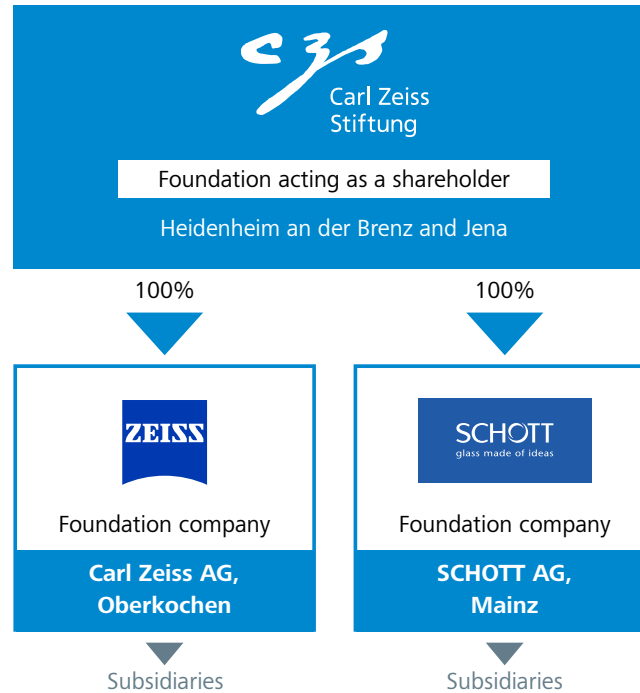 czs
Carl Zeiss
Stiftung
Foundation acting as a shareholder
Heidenheim an der Brenz and Jena
100%
100%
ZEISS
SCHOTT
glass made of ideas
Foundation company
Foundation company
Carl Zeiss AG,
Oberkochen
SCHOTT AG,
Mainz
Subsidiaries
Subsidiaries